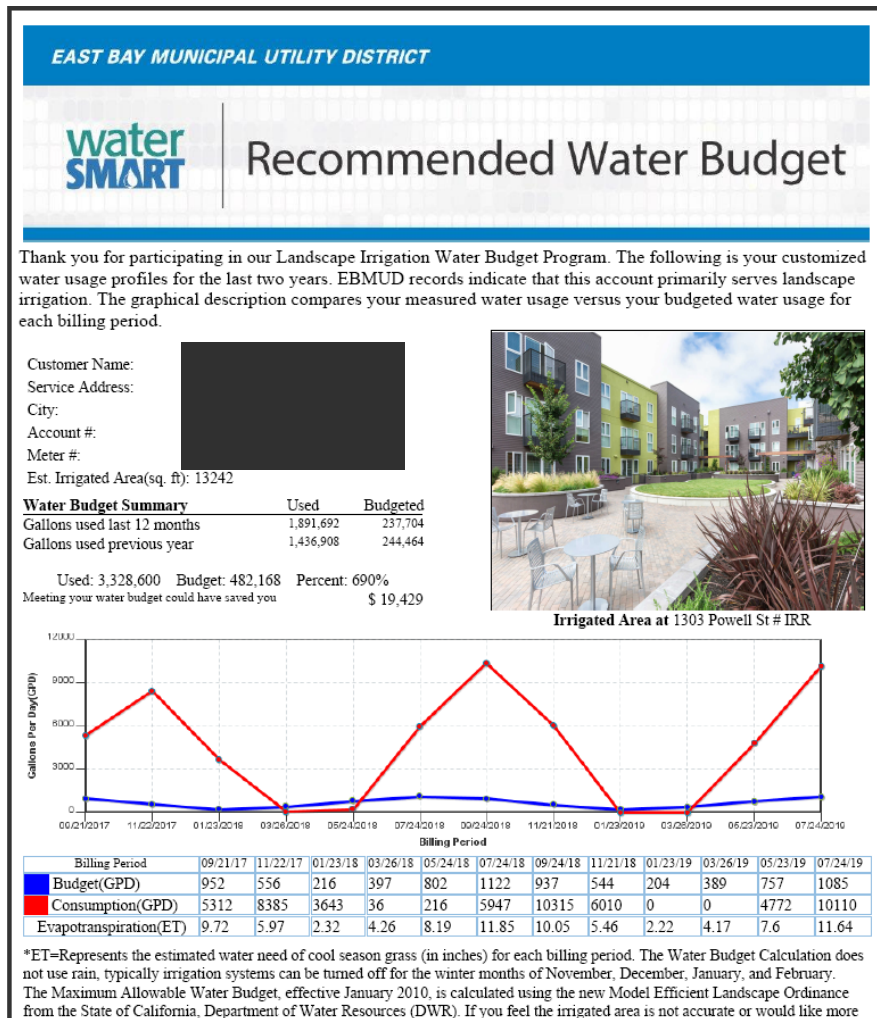 EAST BAY MUNICIPAL UTILITY DISTRICT
water
SMART
Recommended Water Budget
Thank you for participating in our Landscape Irrigation Water Budget Program. The following is your customized
water usage profiles for the last two years. EBMUD records indicate that this account primarily serves landscape
irrigation. The graphical description compares your measured water usage versus your budgeted water usage for
each billing period.
Customer Name:
Service Address:
City:
Account #:
Meter #:
Est. Irrigated Area(sq. ft): 13242
Water Budget Summary Used Budgeted
Gallons used last 12 months 1,891,692 237,704
Gallons used previous year 1,436,908 244,464
Used: 3,328,600 Budget: 482,168 Percent: 690%
Meeting your water budget could have saved you $ 19,429
Irrigated Area at 1303 Powell St # IRR
12000
9000
6000
3000
0
Gallons Per Day(GPD)
09/21/2017 11/22/2017 01/23/2018 03/26/2018 05/24/2018 07/24/2018 09/24/2018 11/21/2018 01/23/2019 03/26/2019 05/23/2019 07/24/2019
Billing Period
Billing Period 09/21/17 11/22/17 01/23/18 03/26/18 05/24/18 07/24/18 09/24/18 11/21/18 01/23/19 03/26/19 05/23/19 07/24/19
Budget(GPD) 952 556 216 397 802 1122 937 544 204 389 757 1085
Consumption(GPD) 5312 8385 3643 36 216 5947 10315 6010 0 0 4772 10110
Evapotranspiration(ET) 9.72 5.97 2.32 4.26 8.19 11.85 10.05 5.46 2.22 4.17 7.6 11.64
*ET=Represents the estimated water need of cool season grass (in inches) for each billing period. The Water Budget Calculation does
not use rain, typically irrigation systems can be turned off for the winter months of November, December, January, and February.
The Maximum Allowable Water Budget, effective January 2010, is calculated using the new Model Efficient Landscape Ordinance
from the State of California, Department of Water Resources (DWR). If you feel the irrigated area is not accurate or would like more